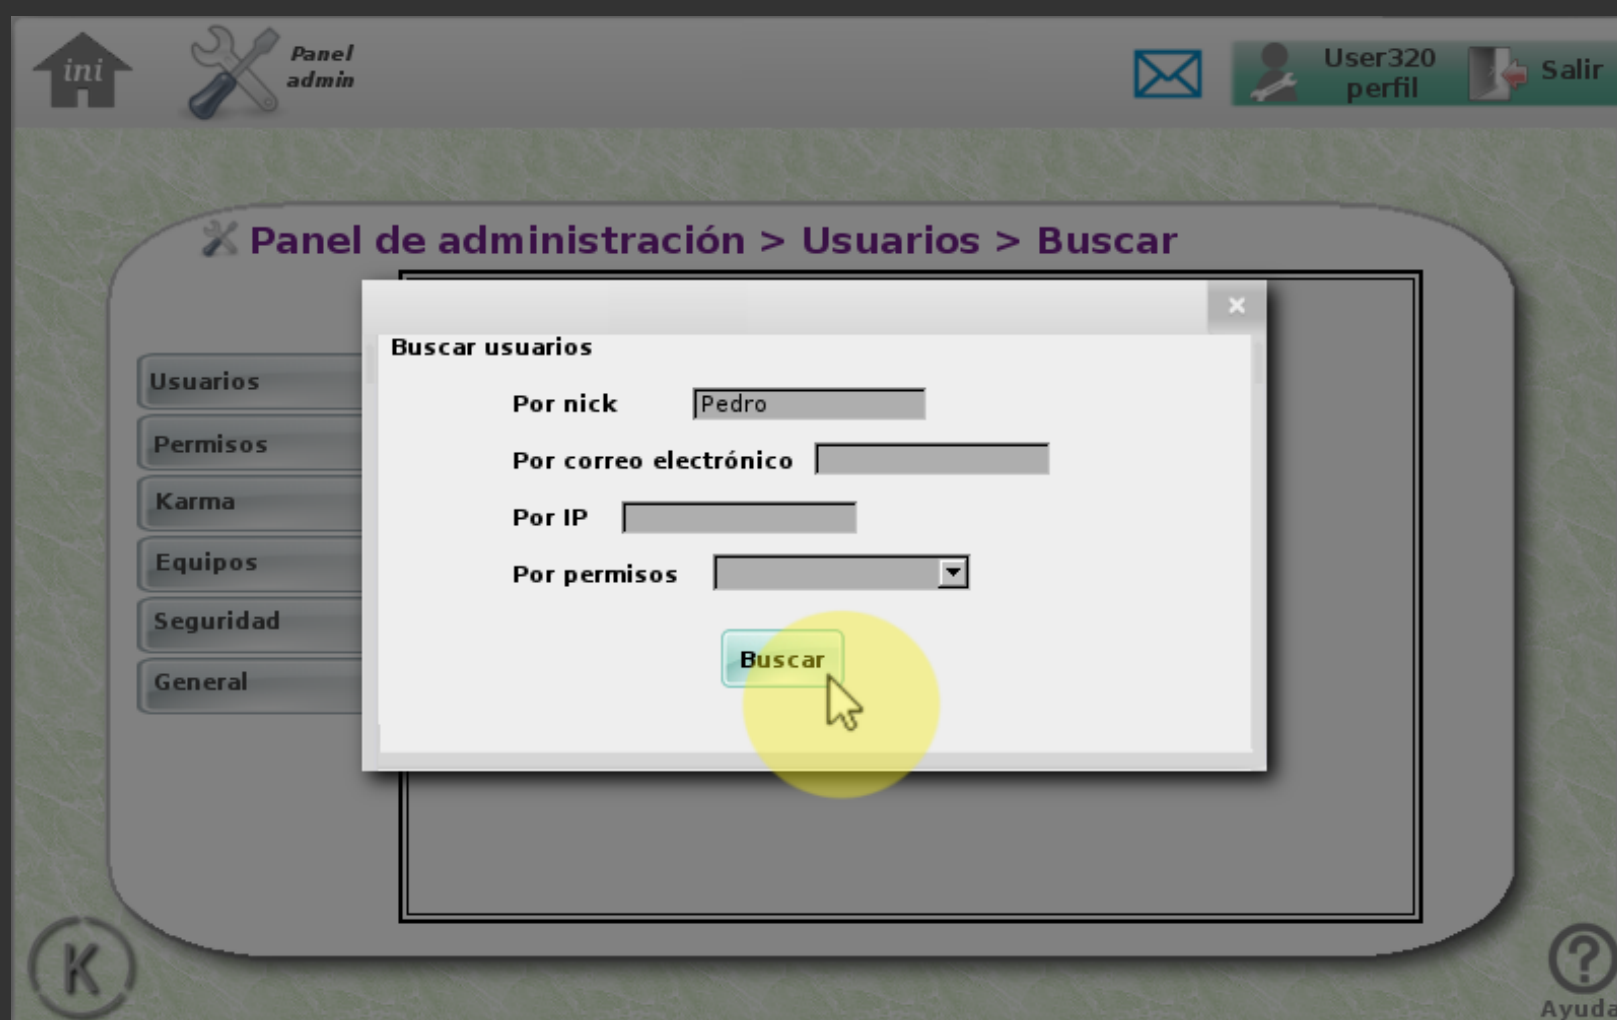 ini
Panel
admin
User320
perfil
Salir
Panel de administración > Usuarios > Buscar
×
Buscar usuarios
Usuarios
Por nick
Pedro
Permisos
Por correo electrónico
Karma
Por IP
Equipos
Por permisos
Seguridad
Buscar
General
K
?
Ayuda